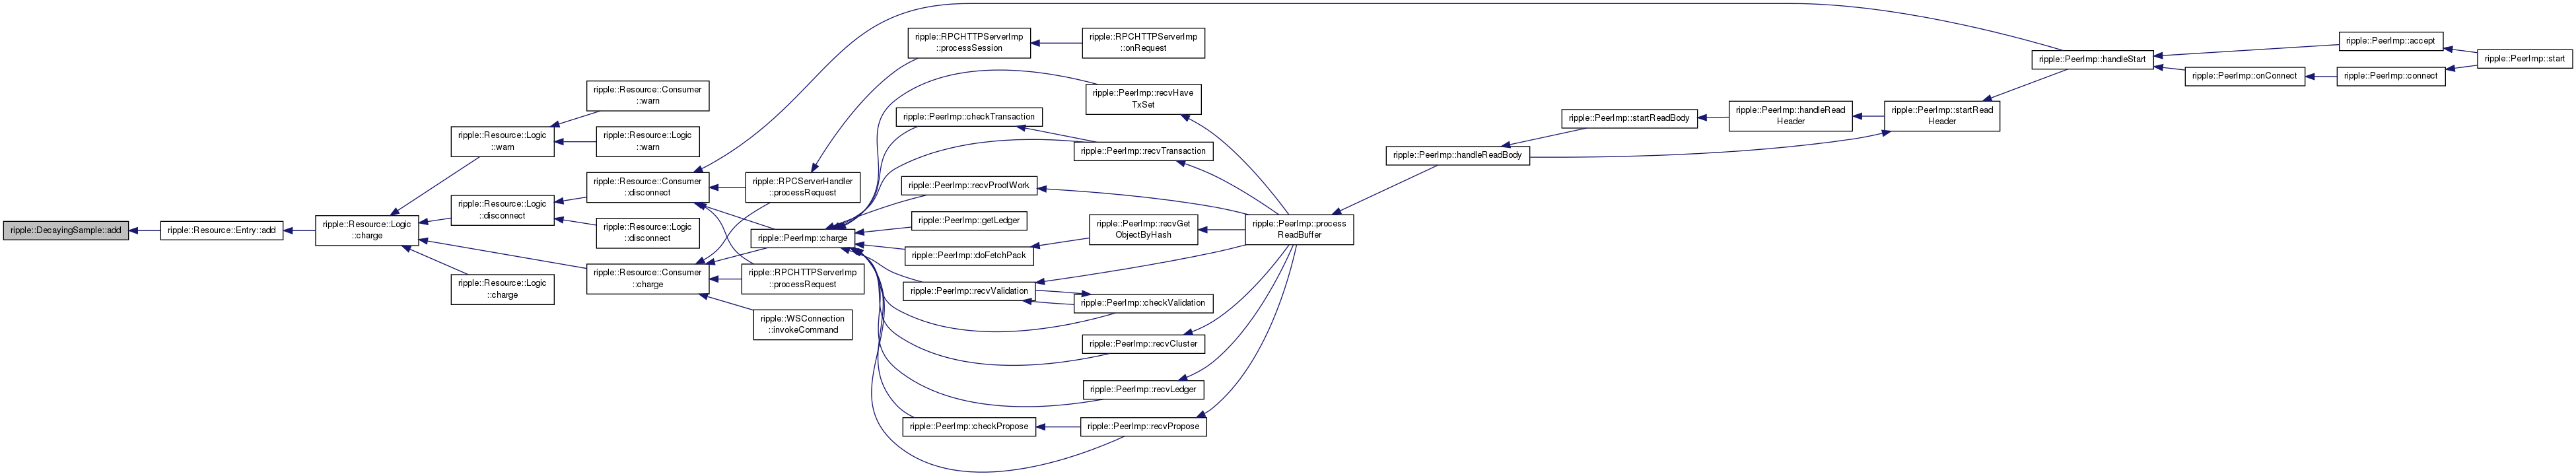 ripple::DecayingSample::add
ripple::Resource::Entry::add
ripple::Resource::Logic
::charge
ripple::Resource::Logic
::warn
ripple::Resource::Logic
::disconnect
ripple::Resource::Logic
::charge
ripple::Resource::Consumer
::warn
ripple::Resource::Logic
::warn
ripple::Resource::Consumer
::disconnect
ripple::Resource::Logic
::disconnect
ripple::Resource::Consumer
::charge
ripple::RPCServerHandler
::processRequest
ripple::PeerImp::charge
ripple::RPCHTTPServerImp
::processRequest
ripple::WSConnection
::invokeCommand
ripple::RPCHTTPServerImp
::processSession
ripple::RPCHTTPServerImp
::onRequest
ripple::PeerImp::recvHave
TxSet
ripple::PeerImp::checkTransaction
ripple::PeerImp::recvTransaction
ripple::PeerImp::recvProofWork
ripple::PeerImp::getLedger
ripple::PeerImp::recvGet
ObjectByHash
ripple::PeerImp::doFetchPack
ripple::PeerImp::recvValidation
ripple::PeerImp::checkValidation
ripple::PeerImp::recvCluster
ripple::PeerImp::recvLedger
ripple::PeerImp::checkPropose
ripple::PeerImp::recvPropose
ripple::PeerImp::process
ReadBuffer
ripple::PeerImp::handleReadBody
ripple::PeerImp::startReadBody
ripple::PeerImp::handleRead
Header
ripple::PeerImp::startRead
Header
ripple::PeerImp::handleStart
ripple::PeerImp::accept
ripple::PeerImp::onConnect
ripple::PeerImp::connect
ripple::PeerImp::start